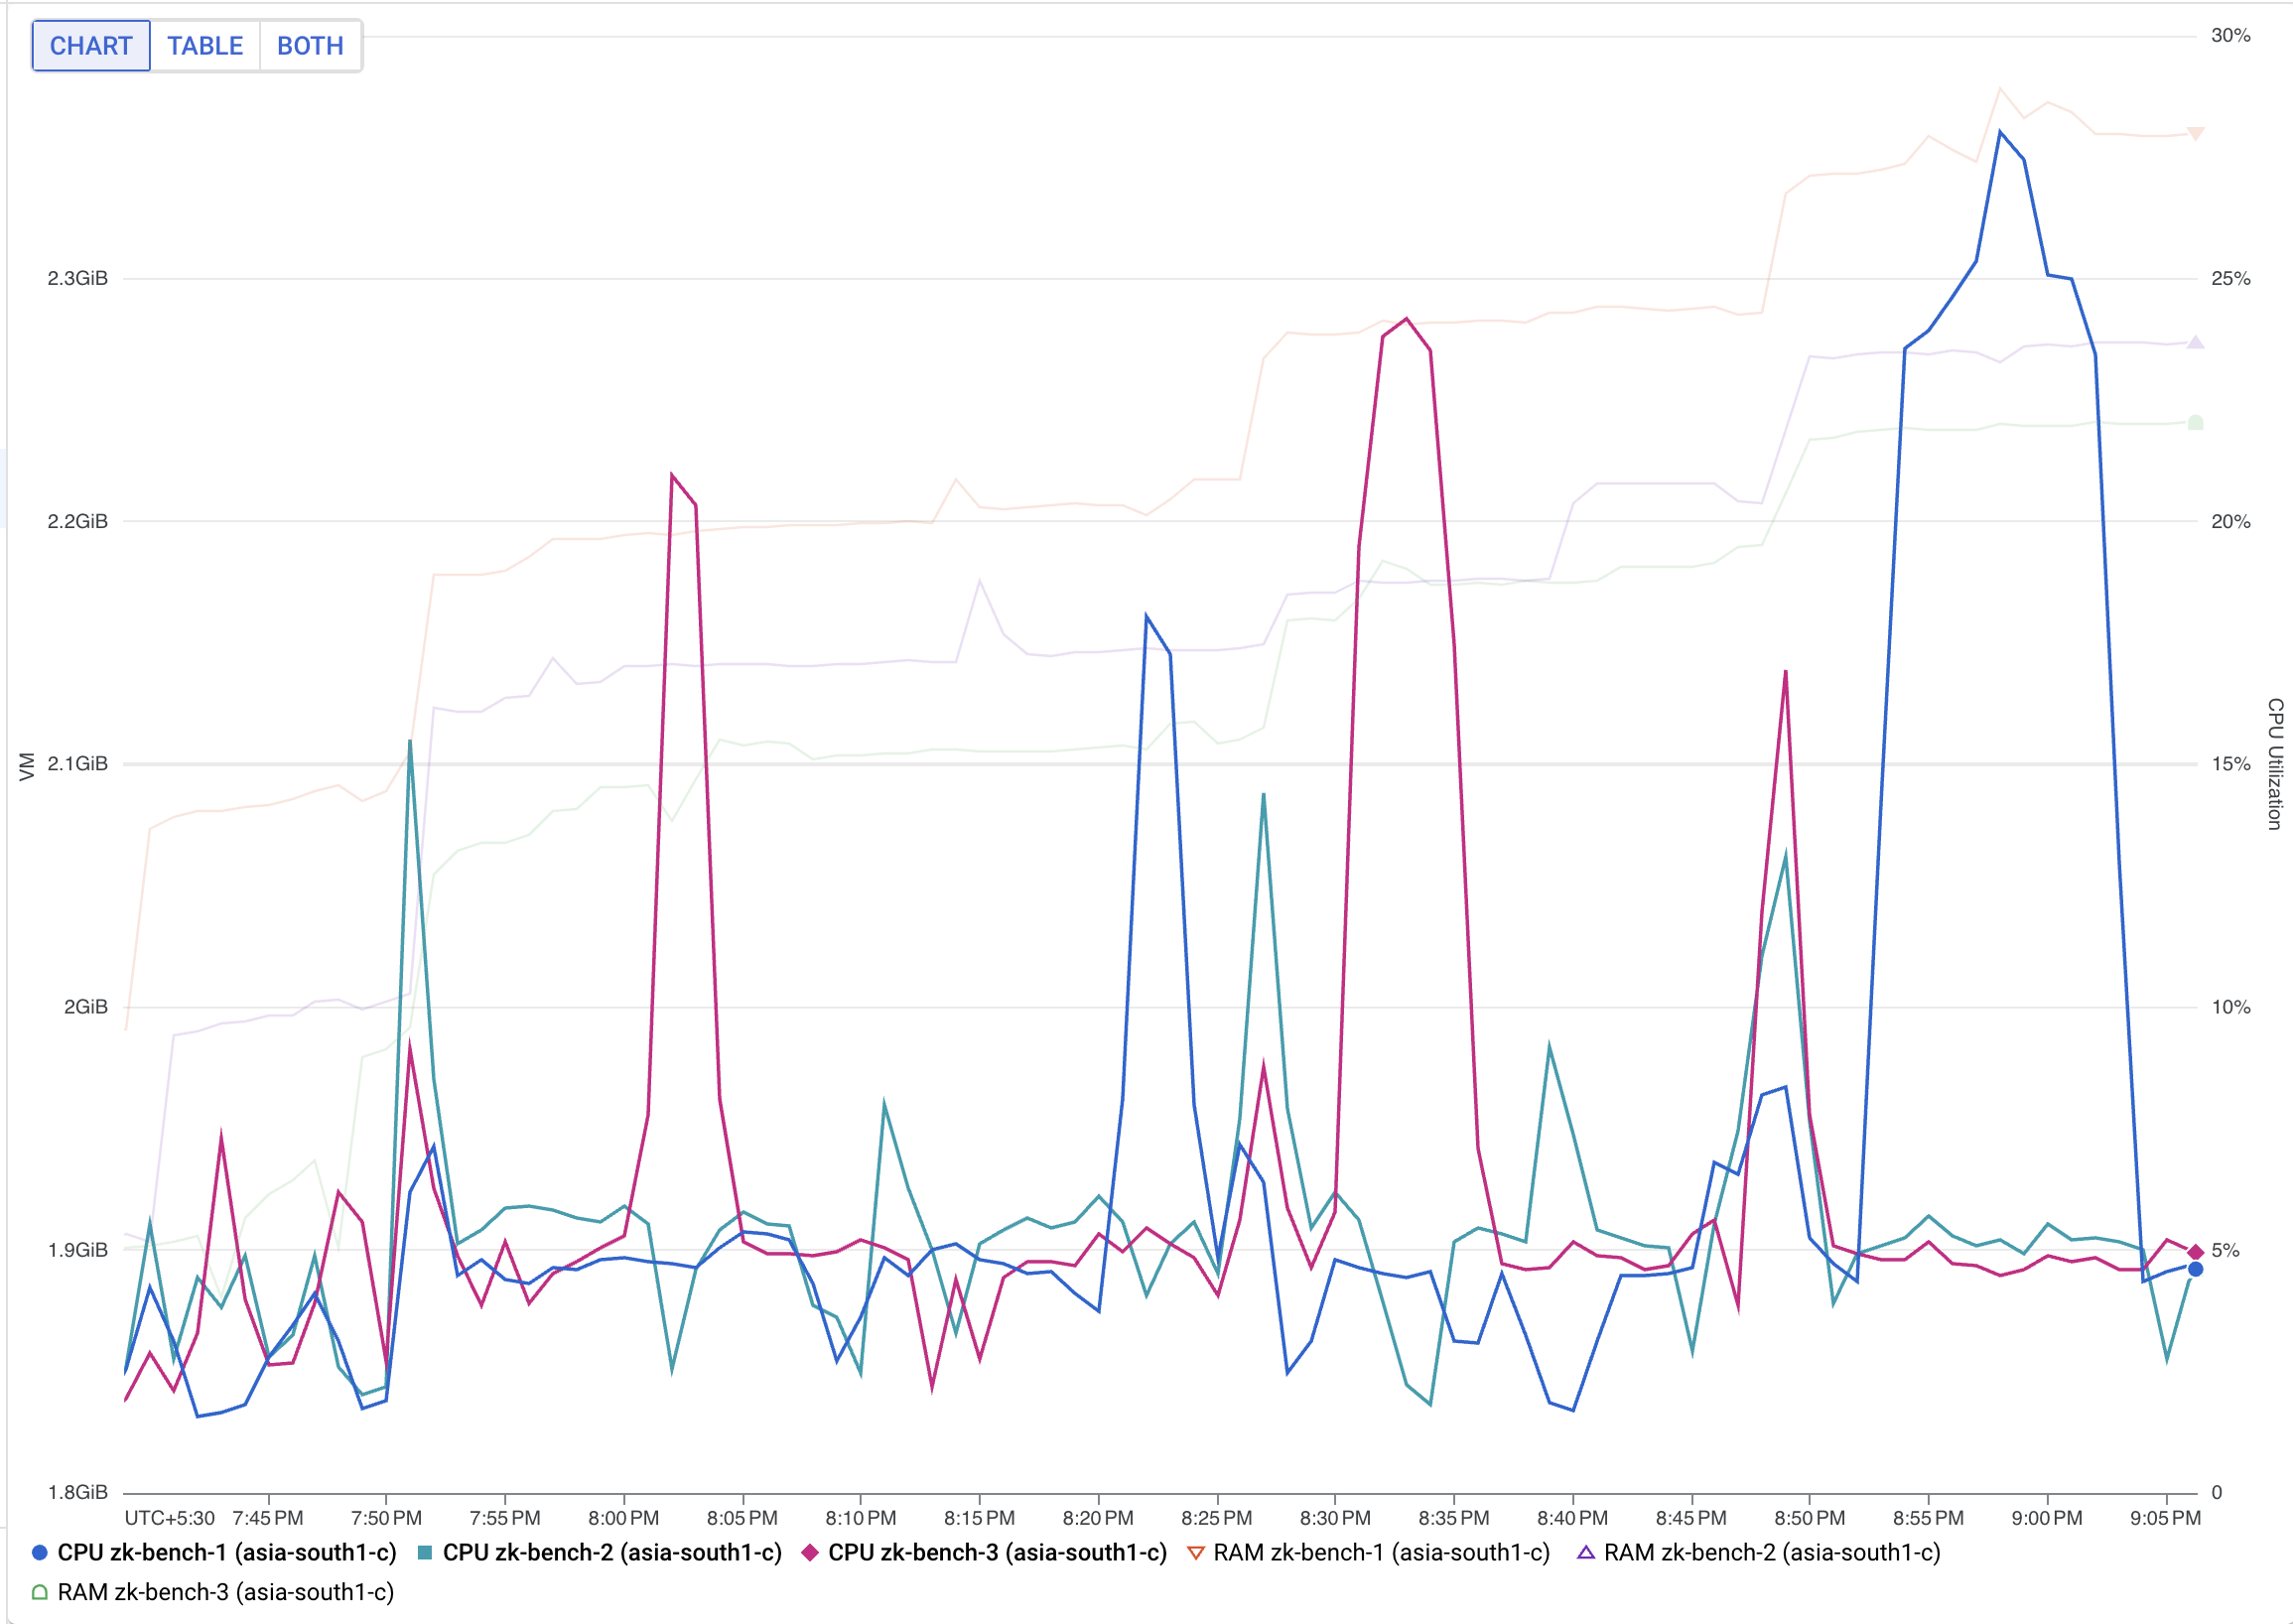 CHART TABLE BOTH
30%
2.3GiB 25%
2.2GiB 20%
2.1GiB 15%
VM
CPU Utilization
2GiB 10%
1.9GiB 5%
1.8GiB 0
UTC+5:30 7:45 PM 7:50 PM 7:55 PM 8:00 PM 8:05 PM 8:10 PM 8:15 PM 8:20 PM 8:25 PM 8:30 PM 8:35 PM 8:40 PM 8:45 PM 8:50 PM 8:55 PM 9:00 PM 9:05 PM
CPU zk-bench-1 (asia-south1-c) CPU zk-bench-2 (asia-south1-c) CPU zk-bench-3 (asia-south1-c) RAM zk-bench-1 (asia-south1-c) RAM zk-bench-2 (asia-south1-c)
RAM zk-bench-3 (asia-south1-c)